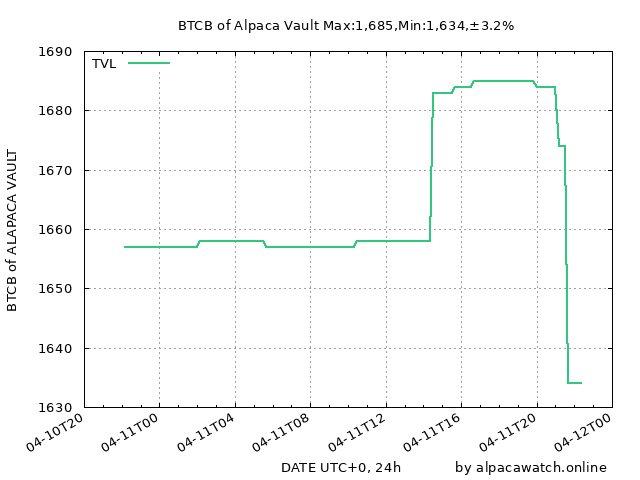 BTCB of Alpaca Vault Max:1,685,Min:1,634,±3.2%
TVL
BTCB of ALAPACA VAULT
1690
1680
1670
1660
1650
1640
1630
04-10T20
04-11T00
04-11T04
04-11T08
04-11T12
04-11T16
04-11T20
04-12T00
DATE UTC+0, 24h
by alpacawatch.online